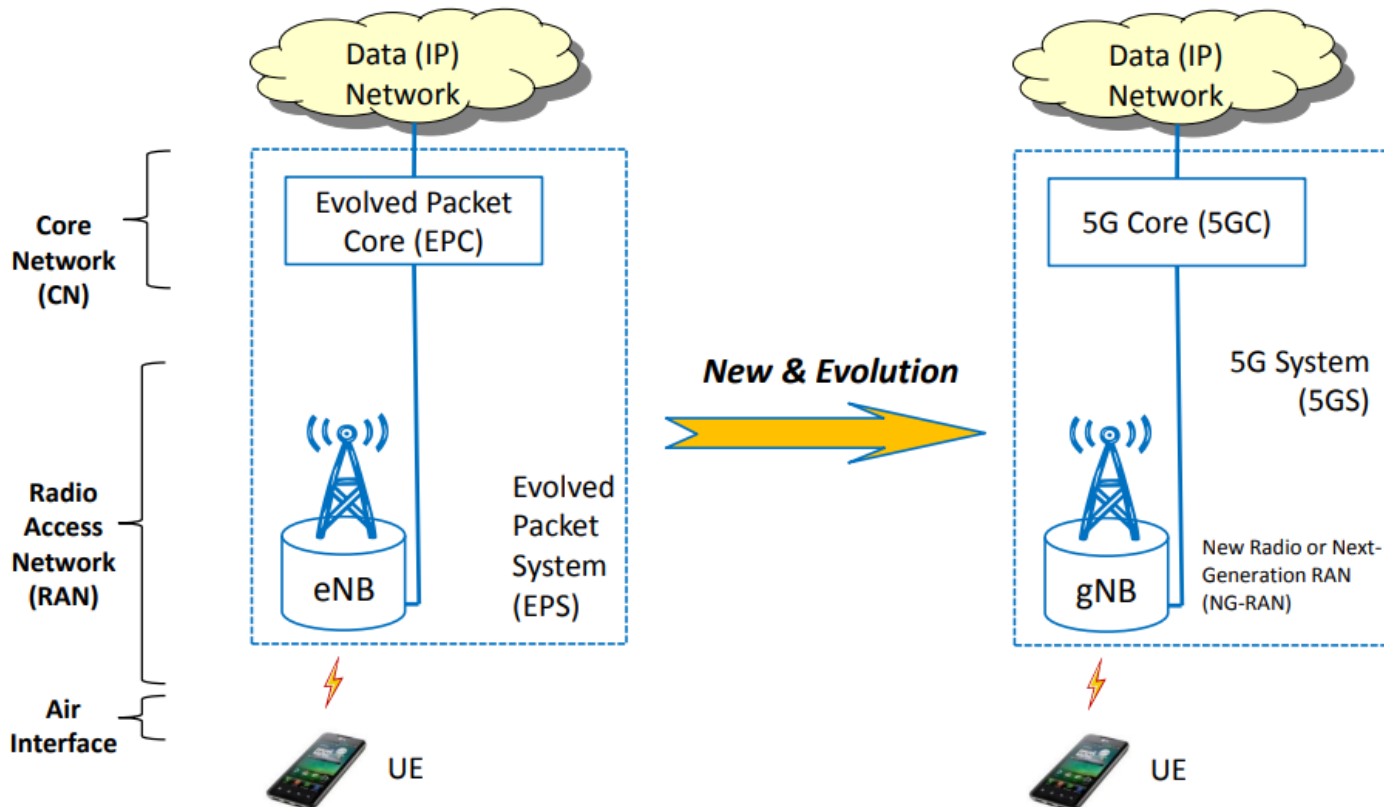 Data (IP)
Network
Data (IP)
Network
Core
Network
(CN)
Evolved Packet
Core (EPC)
5G Core (5GC)
New & Evolution
5G System
(5GS)
Radio
Access
Network
(RAN)
Evolved
Packet
System
(EPS)
eNB
New Radio or Next-
Generation RAN
(NG-RAN)
gNB
Air
Interface
UE
UE